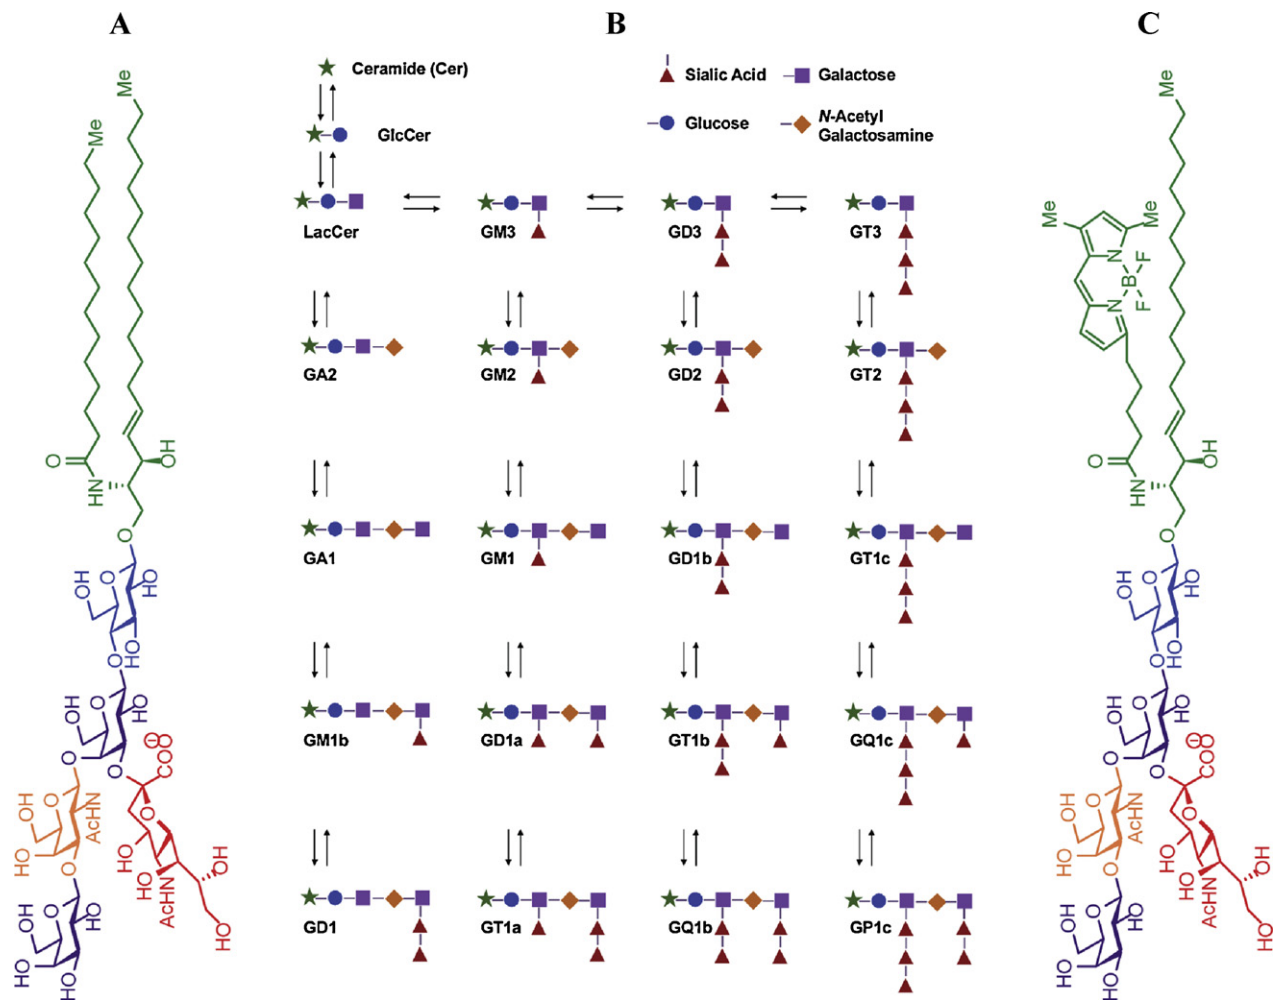 A
B
C
Ceramide (Cer)
GlcCer
Sialic Acid
Galactose
Glucose
N-Acetyl
Galactosamine
LacCer
GM3
GD3
GT3
GA2
GM2
GD2
GT2
GA1
GM1
GD1b
GT1c
GM1b
GD1a
GT1b
GQ1c
GD1
GT1a
GQ1b
GP1c
Me
Me
O
HN
OH
O
OH
O
HO
HO
O
OH
O
HO
O
O
COO
⊖
OH
O
AcHN
HO
O
O
HO
HO
AcHN
OH
HO
OH
O
HO
HO
HO
Me
Me
Me
N
B
F
F
N
O
HN
OH
O
OH
O
HO
HO
O
OH
O
HO
O
O
COO
⊖
OH
O
AcHN
HO
O
O
HO
HO
AcHN
OH
HO
OH
O
HO
HO
HO